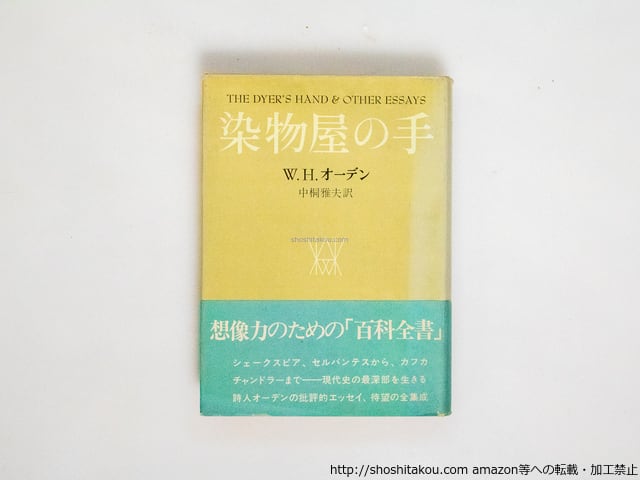 THE DYER'S HAND & OTHER ESSAYS
染物屋の手
W.H.オーデン
中桐雅夫訳
shoshitakou.com
想像力のための「百科全書」
シェークスピア、セルバンテスから、カフカ
チャンドラーまで――現代史の最深部を生きる
詩人オーデンの批評的エッセイ、待望の全集成
http://shoshitakou.com amazon等への転載・加工禁止